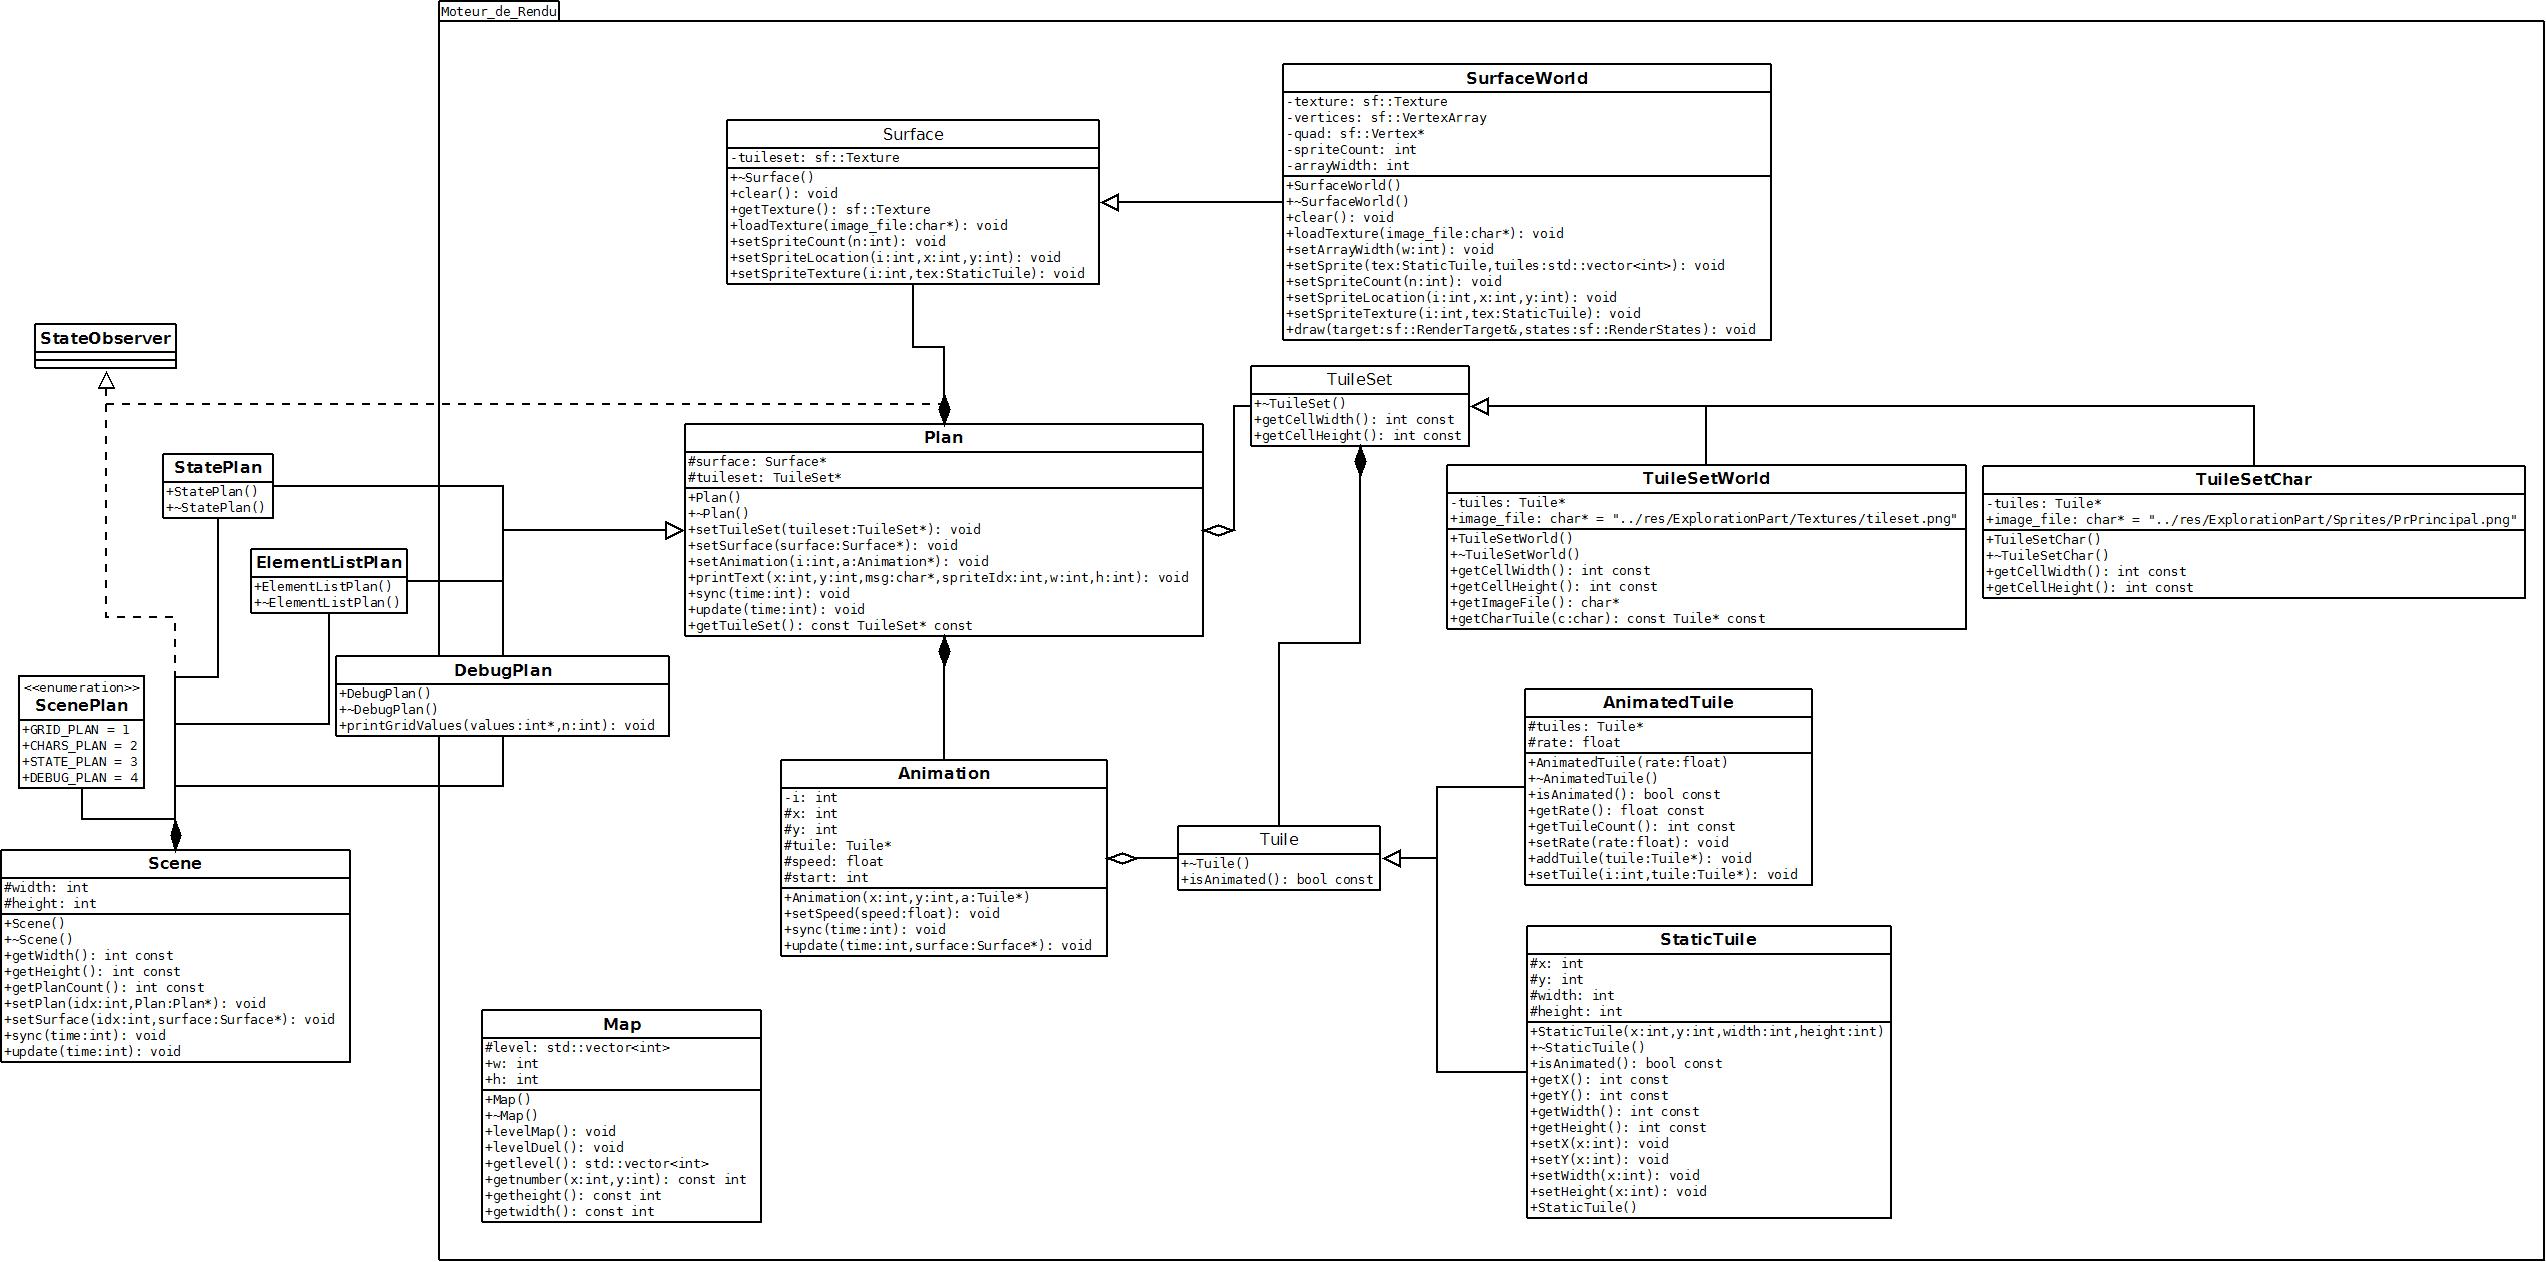 Moteur_de_Rendu
SurfaceWorld
-texture: sf::Texture
-vertices: sf::VertexArray
-quad: sf::Vertex*
-spriteCount: int
-arrayWidth: int
+SurfaceWorld()
+~SurfaceWorld()
+clear(): void
+loadTexture(image_file:char*): void
+setArrayWidth(w:int): void
+setSprite(tex:StaticTuile,tuiles:std::vector<int>): void
+setSpriteCount(n:int): void
+setSpriteLocation(i:int,x:int,y:int): void
+setSpriteTexture(i:int,tex:StaticTuile): void
+draw(target:sf::RenderTarget&,states:sf::RenderStates): void
Surface
-tuileset: sf::Texture
+~Surface()
+clear(): void
+getTexture(): sf::Texture
+loadTexture(image_file:char*): void
+setSpriteCount(n:int): void
+setSpriteLocation(i:int,x:int,y:int): void
+setSpriteTexture(i:int,tex:StaticTuile): void
StateObserver
TuileSet
+~TuileSet()
+getCellWidth(): int const
+getCellHeight(): int const
Plan
#surface: Surface*
#tuileset: TuileSet*
+Plan()
+~Plan()
+setTuileSet(tuileset:TuileSet*): void
+setSurface(surface:Surface*): void
+setAnimation(i:int,a:Animation*): void
+printText(x:int,y:int,msg:char*,spriteIdx:int,w:int,h:int): void
+sync(time:int): void
+update(time:int): void
+getTuileSet(): const TuileSet* const
StatePlan
+StatePlan()
+~StatePlan()
TuileSetWorld
-tuiles: Tuile*
+image_file: char* = "../res/ExplorationPart/Textures/tileset.png"
+TuileSetWorld()
+~TuileSetWorld()
+getCellWidth(): int const
+getCellHeight(): int const
+getImageFile(): char*
+getCharTuile(c:char): const Tuile* const
TuileSetChar
-tuiles: Tuile*
+image_file: char* = "../res/ExplorationPart/Sprites/PrPrincipal.png"
+TuileSetChar()
+~TuileSetChar()
+getCellWidth(): int const
+getCellHeight(): int const
ElementListPlan
+ElementListPlan()
+~ElementListPlan()
DebugPlan
+DebugPlan()
+~DebugPlan()
+printGridValues(values:int*,n:int): void
<<enumeration>>
ScenePlan
+GRID_PLAN = 1
+CHARS_PLAN = 2
+STATE_PLAN = 3
+DEBUG_PLAN = 4
AnimatedTuile
#tuiles: Tuile*
#rate: float
+AnimatedTuile(rate:float)
+~AnimatedTuile()
+isAnimated(): bool const
+getRate(): float const
+getTuileCount(): int const
+setRate(rate:float): void
+addTuile(tuile:Tuile*): void
+setTuile(i:int,tuile:Tuile*): void
Animation
-i: int
#x: int
#y: int
#tuile: Tuile*
#speed: float
#start: int
+Animation(x:int,y:int,a:Tuile*)
+setSpeed(speed:float): void
+sync(time:int): void
+update(time:int,surface:Surface*): void
Tuile
+~Tuile()
+isAnimated(): bool const
Scene
#width: int
#height: int
+Scene()
+~Scene()
+getWidth(): int const
+getHeight(): int const
+getPlanCount(): int const
+setPlan(idx:int,Plan:Plan*): void
+setSurface(idx:int,surface:Surface*): void
+sync(time:int): void
+update(time:int): void
StaticTuile
#x: int
#y: int
#width: int
#height: int
+StaticTuile(x:int,y:int,width:int,height:int)
+~StaticTuile()
+isAnimated(): bool const
+getX(): int const
+getY(): int const
+getWidth(): int const
+getHeight(): int const
+setX(x:int): void
+setY(x:int): void
+setWidth(x:int): void
+setHeight(x:int): void
+StaticTuile()
Map
#level: std::vector<int>
+w: int
+h: int
+Map()
+~Map()
+levelMap(): void
+levelDuel(): void
+getlevel(): std::vector<int>
+getnumber(x:int,y:int): const int
+getheight(): const int
+getwidth(): const int